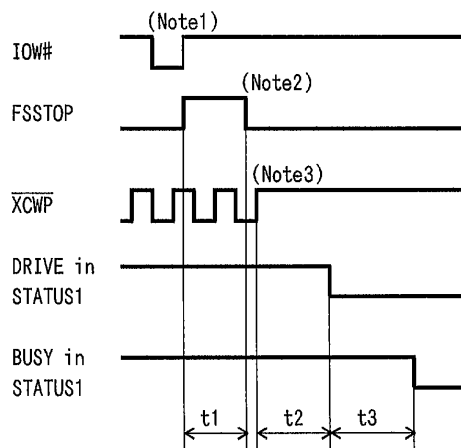 (Note1)
IOW#
(Note2)
FSSTOP
(Note3)
XCWP
DRIVE in
STATUS1
BUSY in
STATUS1
t1
t2
t3